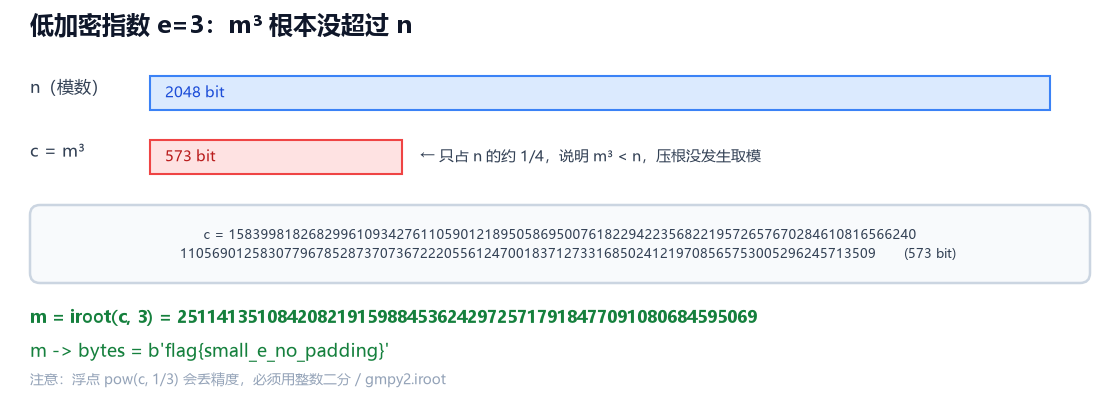 低加密指数 e=3：m³ 根本没超过 n
n（模数）
2048 bit
c = m³
573 bit
← 只占 n 的约 1/4，说明 m³ < n，压根没发生取模
c = 15839981826829961093427611059012189505869500761822942235682219572657670284610816566240
11056901258307796785287370736722205561247001837127331685024121970856575300529624571350​9 (573 bit)
m = iroot(c, 3) = 251141351084208219159884536242972571791847709108068459506​9
m -> bytes = b'flag{small_e_no_padding}'
注意：浮点 pow(c, 1/3) 会丢精度，必须用整数二分 / gmpy2.iroot